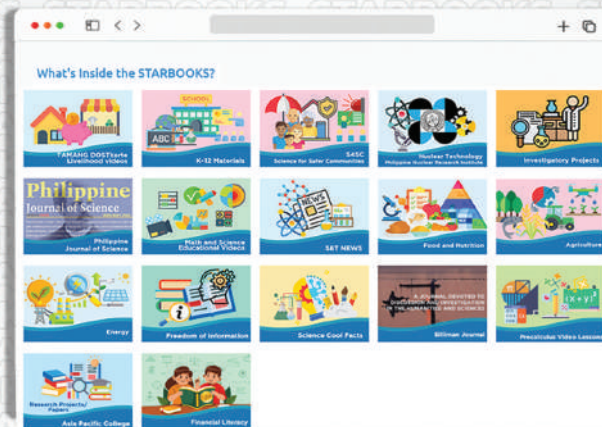 What's Inside the STARBOOKS?
TAMANG DOSTkarte
Livelihood videos
SCHOOL
ABC
K-12 Materials
S4SC
Science for Safer Communities
Nuclear Technology
Philippine Nuclear Research Institute
Investigatory Projects
Philippine
Journal of Science
Philippine
Journal of Science
Math and Science
Educational Videos
NEWS
S&T NEWS
Food and Nutrition
Agriculture
Energy
i
Freedom of Information
Science Cool Facts
A JOURNAL DEVOTED TO
DISCUSSION AND INVESTIGATION
IN THE HUMANITIES AND SCIENCES
Silliman Journal
(x+y)²
Precalculus Video Lessons
Research Projects/
Papers
Asia Pacific College
Financial Literacy